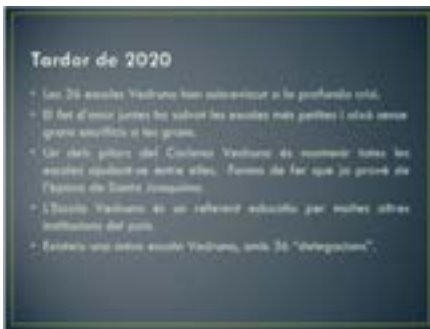 Tardor de 2020
• Les 36 escoles Vedruna han sobreviscut a la profunda crisi.
• El fet d'anar juntes ha salvat les escoles més petites i això sense
grans sacrificis a les grans.
• Un dels pilars del Carisma Vedruna és mantenir totes les
escoles ajudant-se entre elles. Forma de fer que ja prové de
l'època de Santa Joaquima.
• L'Escola Vedruna és un referent educatiu per moltes altres
institucions del país.
• Existeix una única escola Vedruna, amb 36 "delegacions".